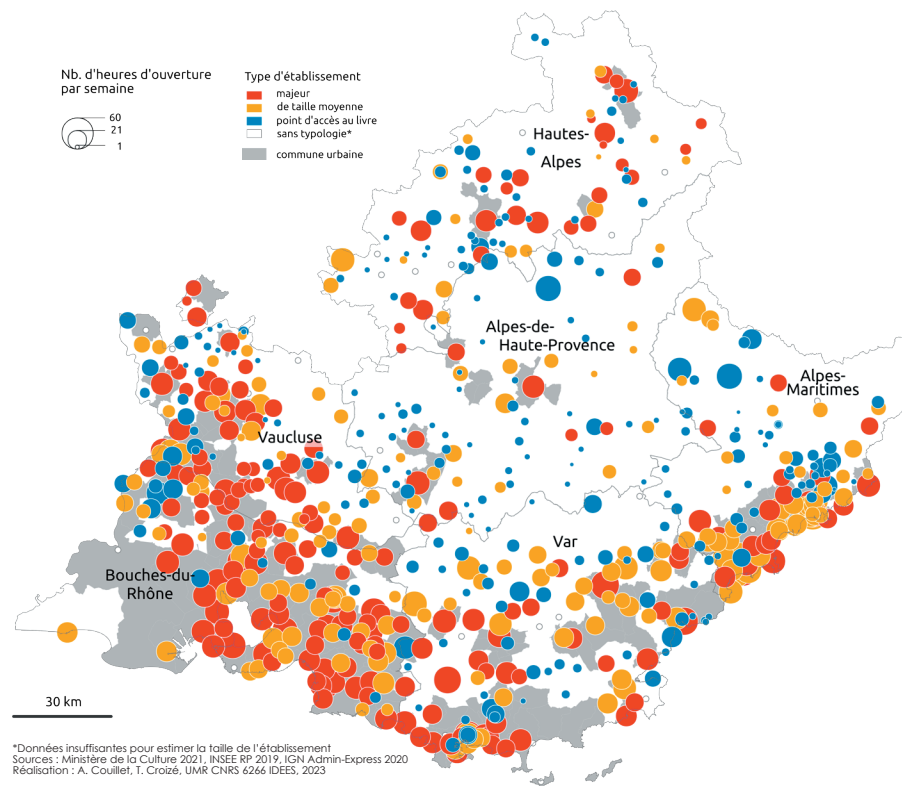 Nb. d'heures d'ouverture
par semaine
60
21
1
Type d'établissement
majeur
de taille moyenne
point d'accès au livre
sans typologie*
commune urbaine
Hautes-
Alpes
Alpes-de-
Haute-Provence
Alpes-
Maritimes
Vaucluse
Var
Bouches-du-
Rhône
30 km
*Données insuffisantes pour estimer la taille de l'établissement
Sources : Ministère de la Culture 2021, INSEE RP 2019, IGN Admin-Express 2020
Réalisation : A. Couillet, T. Croizé, UMR CNRS 6266 IDEES, 2023